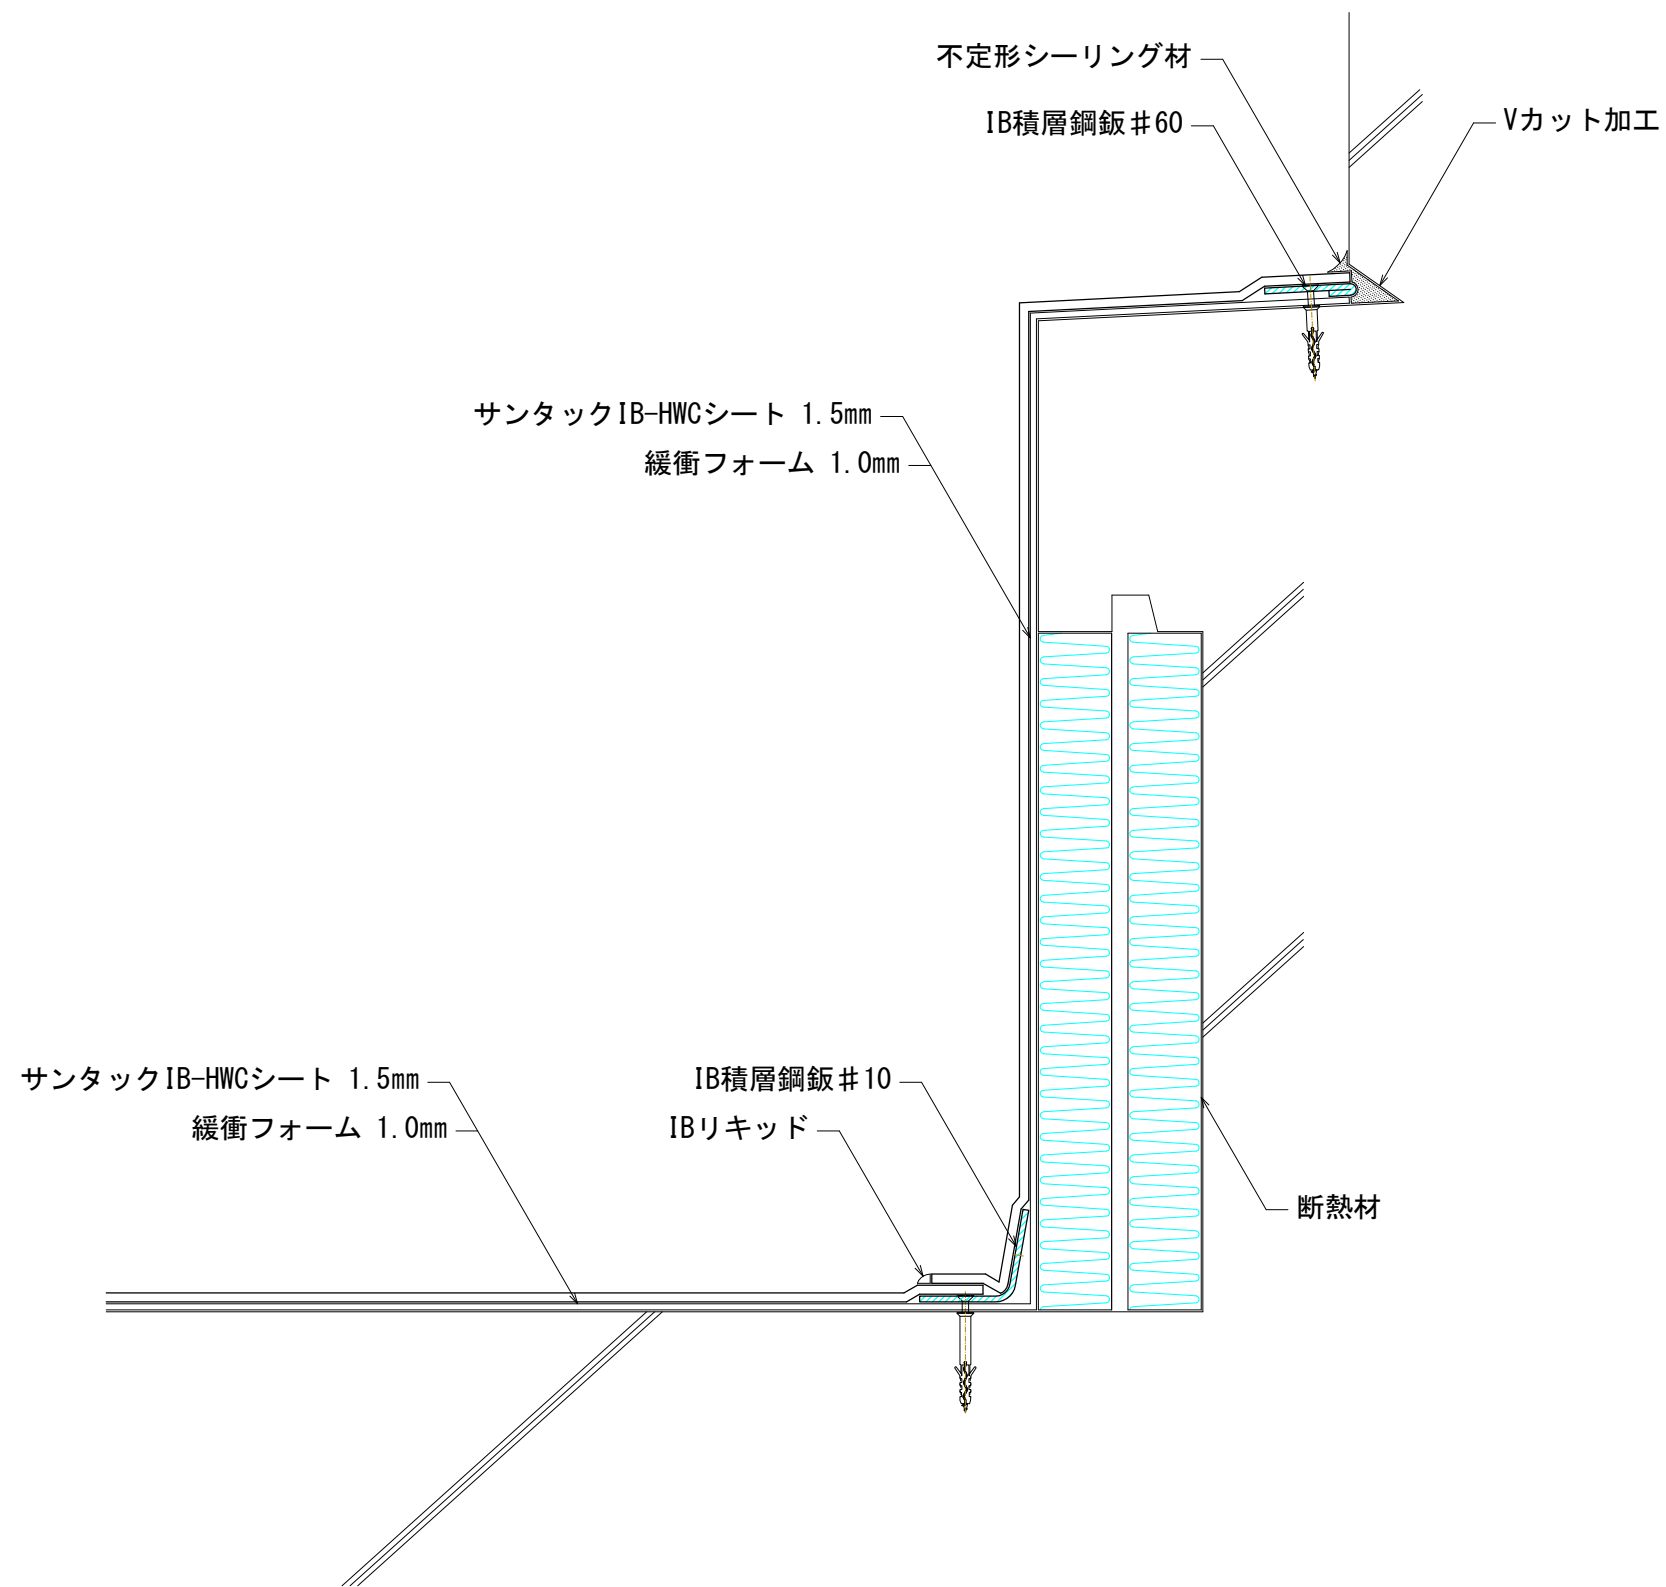 不定形シーリング材
IB積層鋼鈑♯60
Vカット加工
サンタックIB-HWCシート 1.5mm
緩衝フォーム 1.0mm
サンタックIB-HWCシート 1.5mm
緩衝フォーム 1.0mm
IB積層鋼鈑♯10
IBリキッド
断熱材